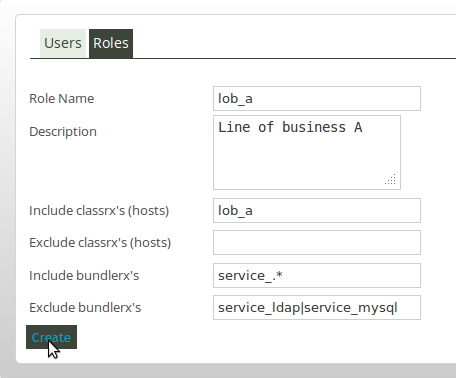 Users Roles
Role Name lob_a
Description Line of business A
Include classrx's (hosts) lob_a
Exclude classrx's (hosts)
Include bundlerx's service_.*
Exclude bundlerx's service_ldap|service_mysql
Create